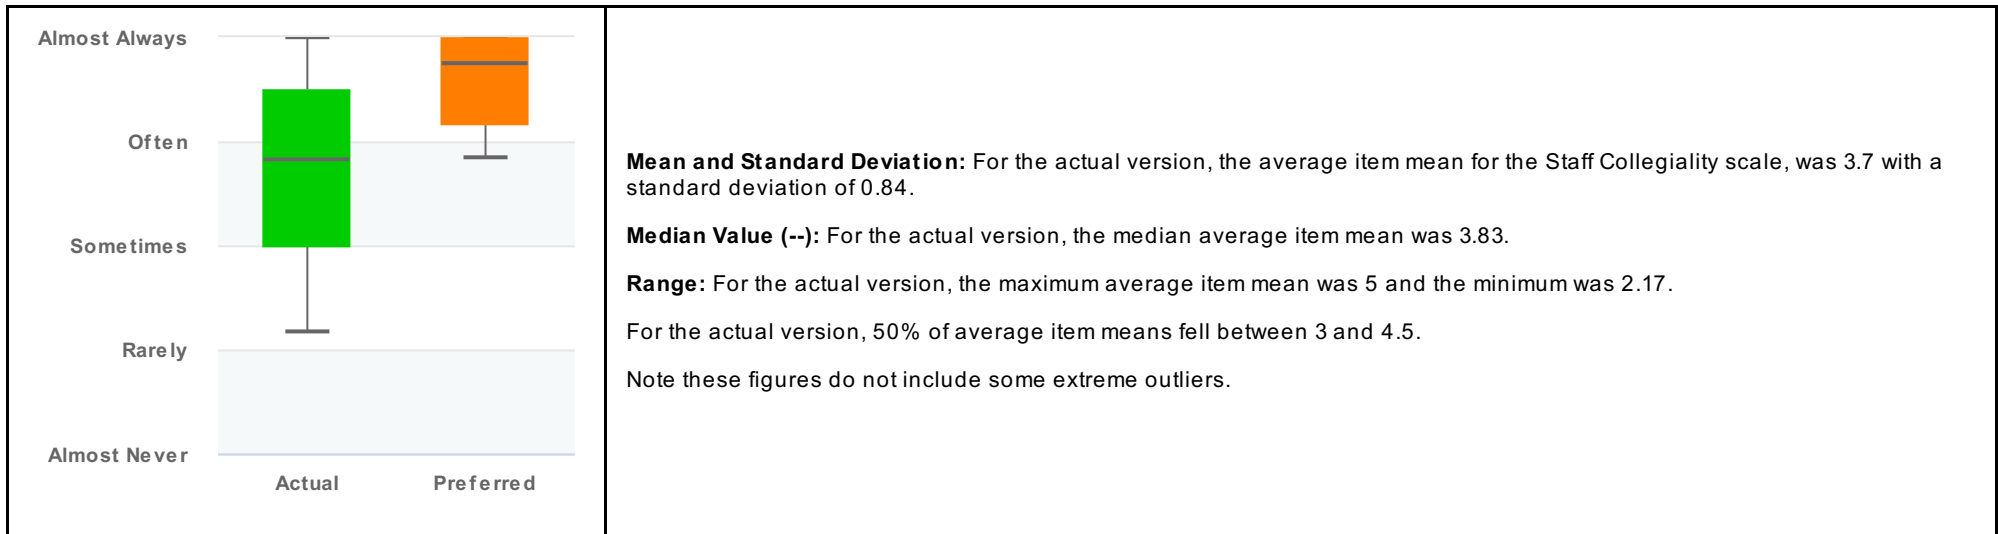 Almost Always
Often
Sometimes
Rarely
Almost Never
Actual
Preferred
Mean and Standard Deviation: For the actual version, the average item mean for the Staff Collegiality scale, was 3.7 with a
standard deviation of 0.84.
Median Value (--): For the actual version, the median average item mean was 3.83.
Range: For the actual version, the maximum average item mean was 5 and the minimum was 2.17.
For the actual version, 50% of average item means fell between 3 and 4.5.
Note these figures do not include some extreme outliers.